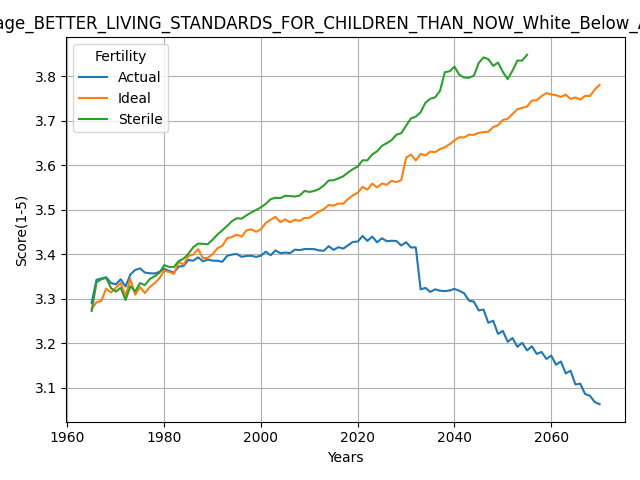 age_BETTER_LIVING_STANDARDS_FOR_CHILDREN_THAN_NOW_White_Below_
Fertility
Actual
Ideal
Sterile
Score(1-5)
3.8
3.7
3.6
3.5
3.4
3.3
3.2
3.1
1960
1980
2000
2020
2040
2060
Years